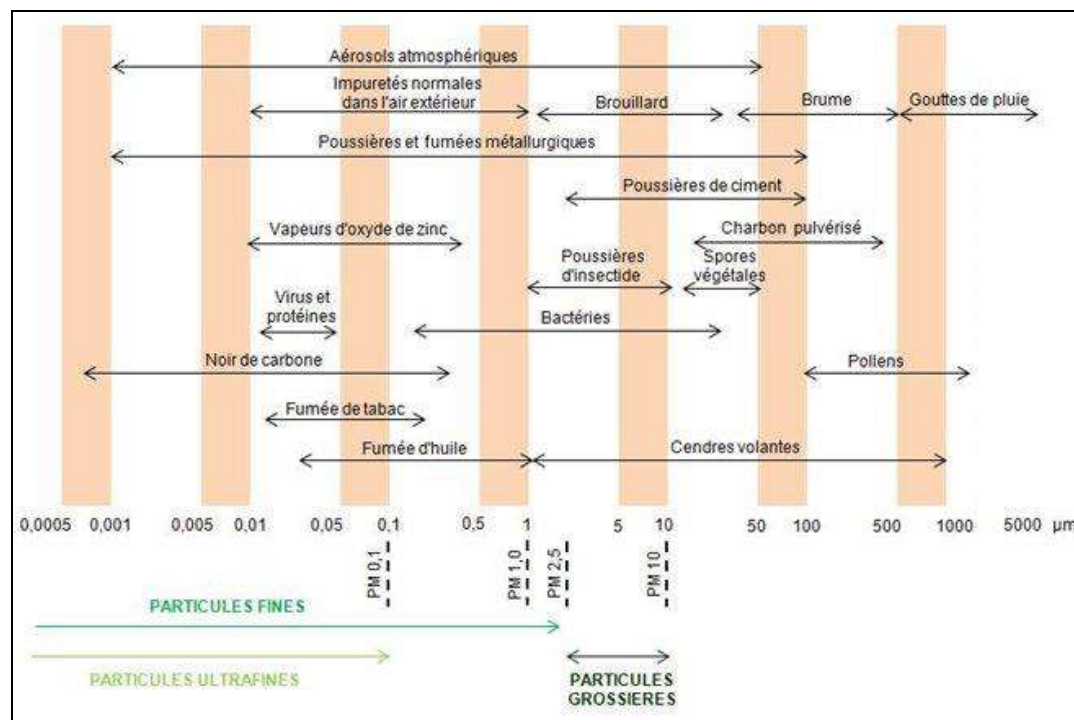 Aérosols atmosphériques
Impuretés normales
dans l'air extérieur
Brouillard
Brume
Gouttes de pluie
Poussières et fumées métallurgiques
Poussières de ciment
Vapeurs d'oxyde de zinc
Charbon pulvérisé
Poussières
d'insectide
Spores
végétales
Virus et
protéines
Bactéries
Noir de carbone
Pollens
Fumée de tabac
Fumée d'huile
Cendres volantes
0,0005 0,001 0,005 0,01 0,05 0,1 0,5 1 5 10 50 100 500 1000 5000 µm
PM 0,1
PM 1,0
PM 2,5
PM 10
PARTICULES FINES
PARTICULES ULTRAFINES
PARTICULES
GROSSIERES